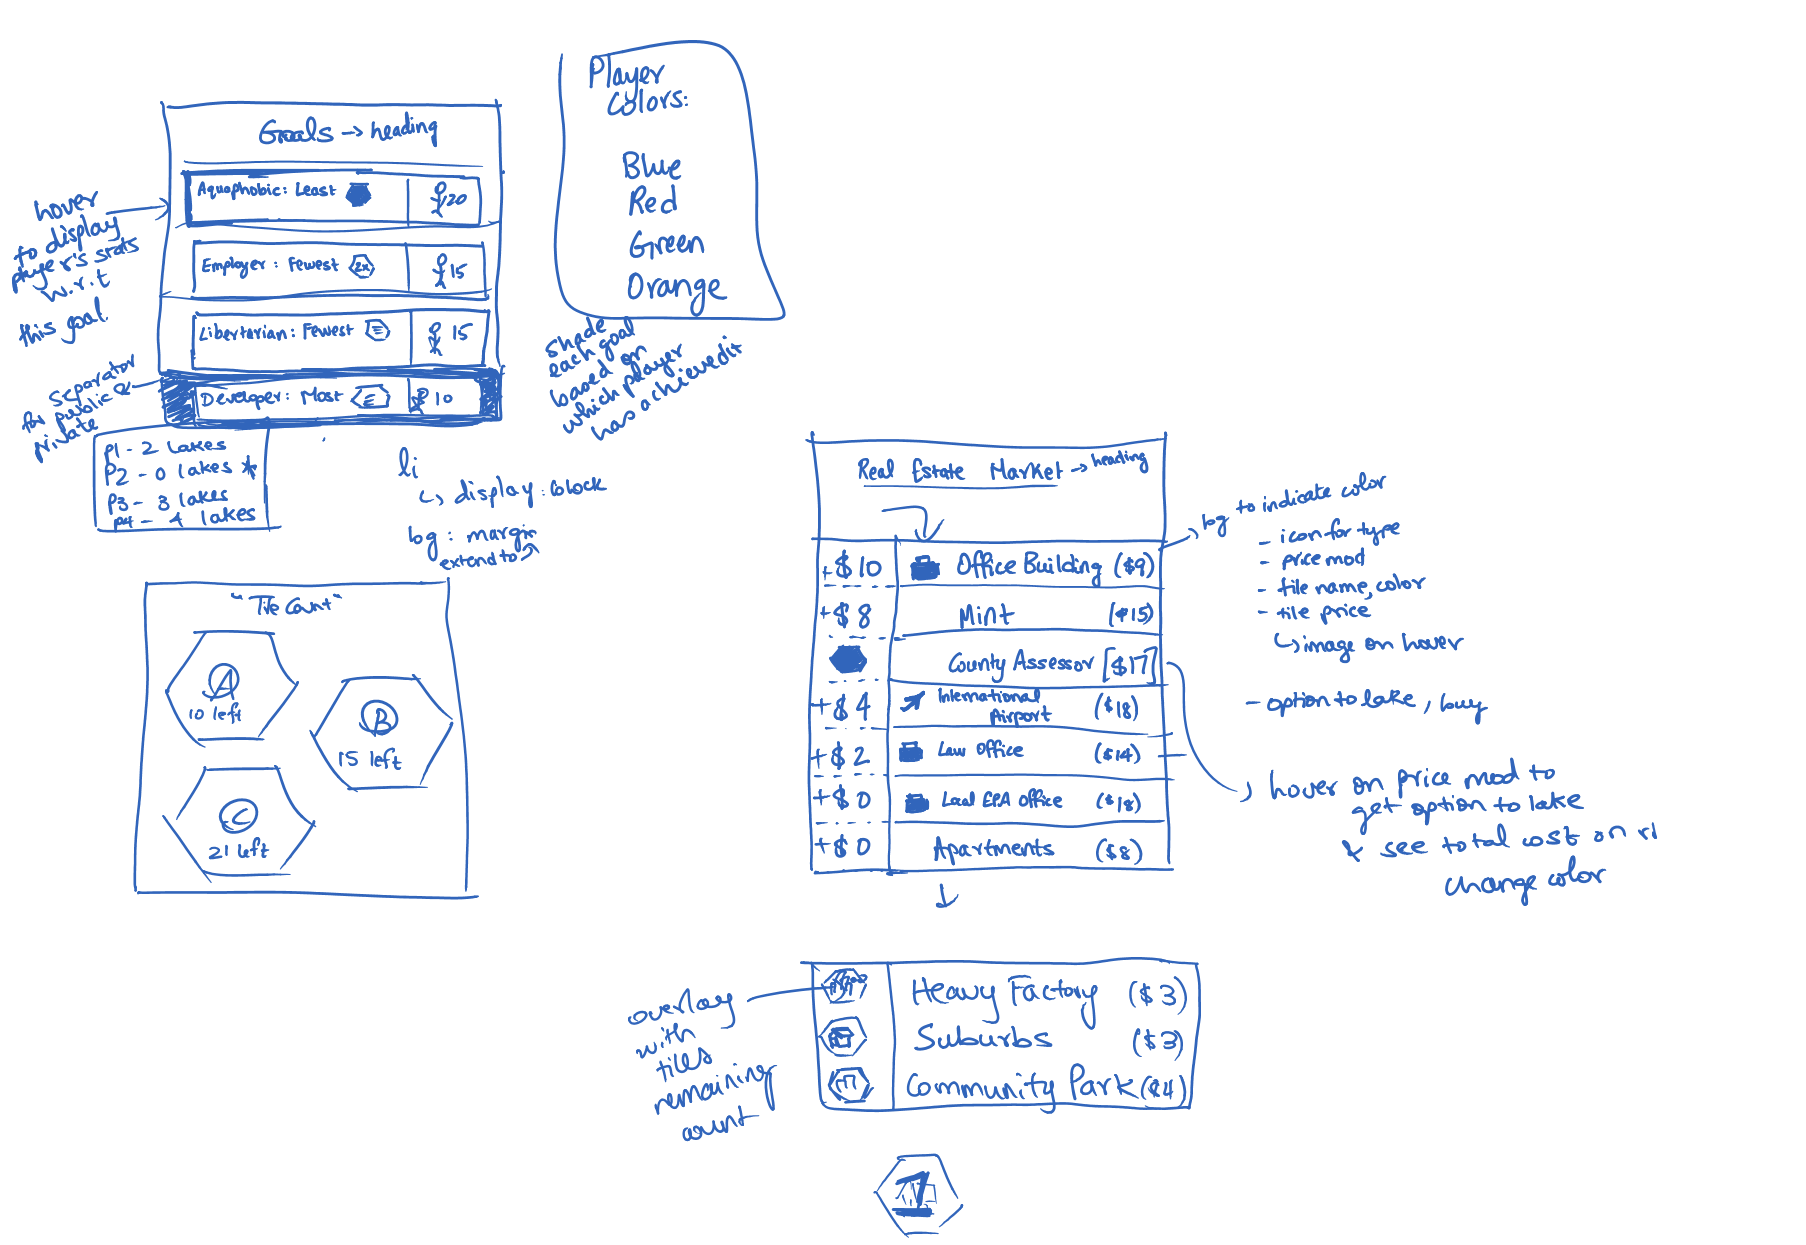 Goals → heading
Aquaphobic: Least
£20
Employer: Fewest 2x
£15
Libertarian: Fewest E
£15
Developer: Most E
£10
hover
to display
player's stats
w.r.t
this goal
separator
for public &
private
P1 - 2 lakes
P2 - 0 lakes *
P3 - 3 lakes
P4 - 4 lakes
li
↳ display: block
log: margin
extend to
Player
Colors:
Blue
Red
Green
Orange
shade
each goal
based on
which player
has achieved it
"Tile Count"
A
10 left
B
15 left
C
21 left
Real Estate Market → heading
+$10 Office Building ($9)
+$8 Mint ($15)
County Assessor [$17]
+$4 International
Airport ($18)
+$2 Law Office ($14)
+$0 Local EPA Office ($18)
+$0 Apartments ($8)
to indicate color
- icon for type
- price mod
- tile name, color
- tile price
↳ image on hover
- option to lake, buy
hover on price mod to
get option to lake
& see total cost on
change color
Heavy Factory ($3)
Suburbs ($3)
Community Park ($4)
overlay
with
tiles
remaining
count
7